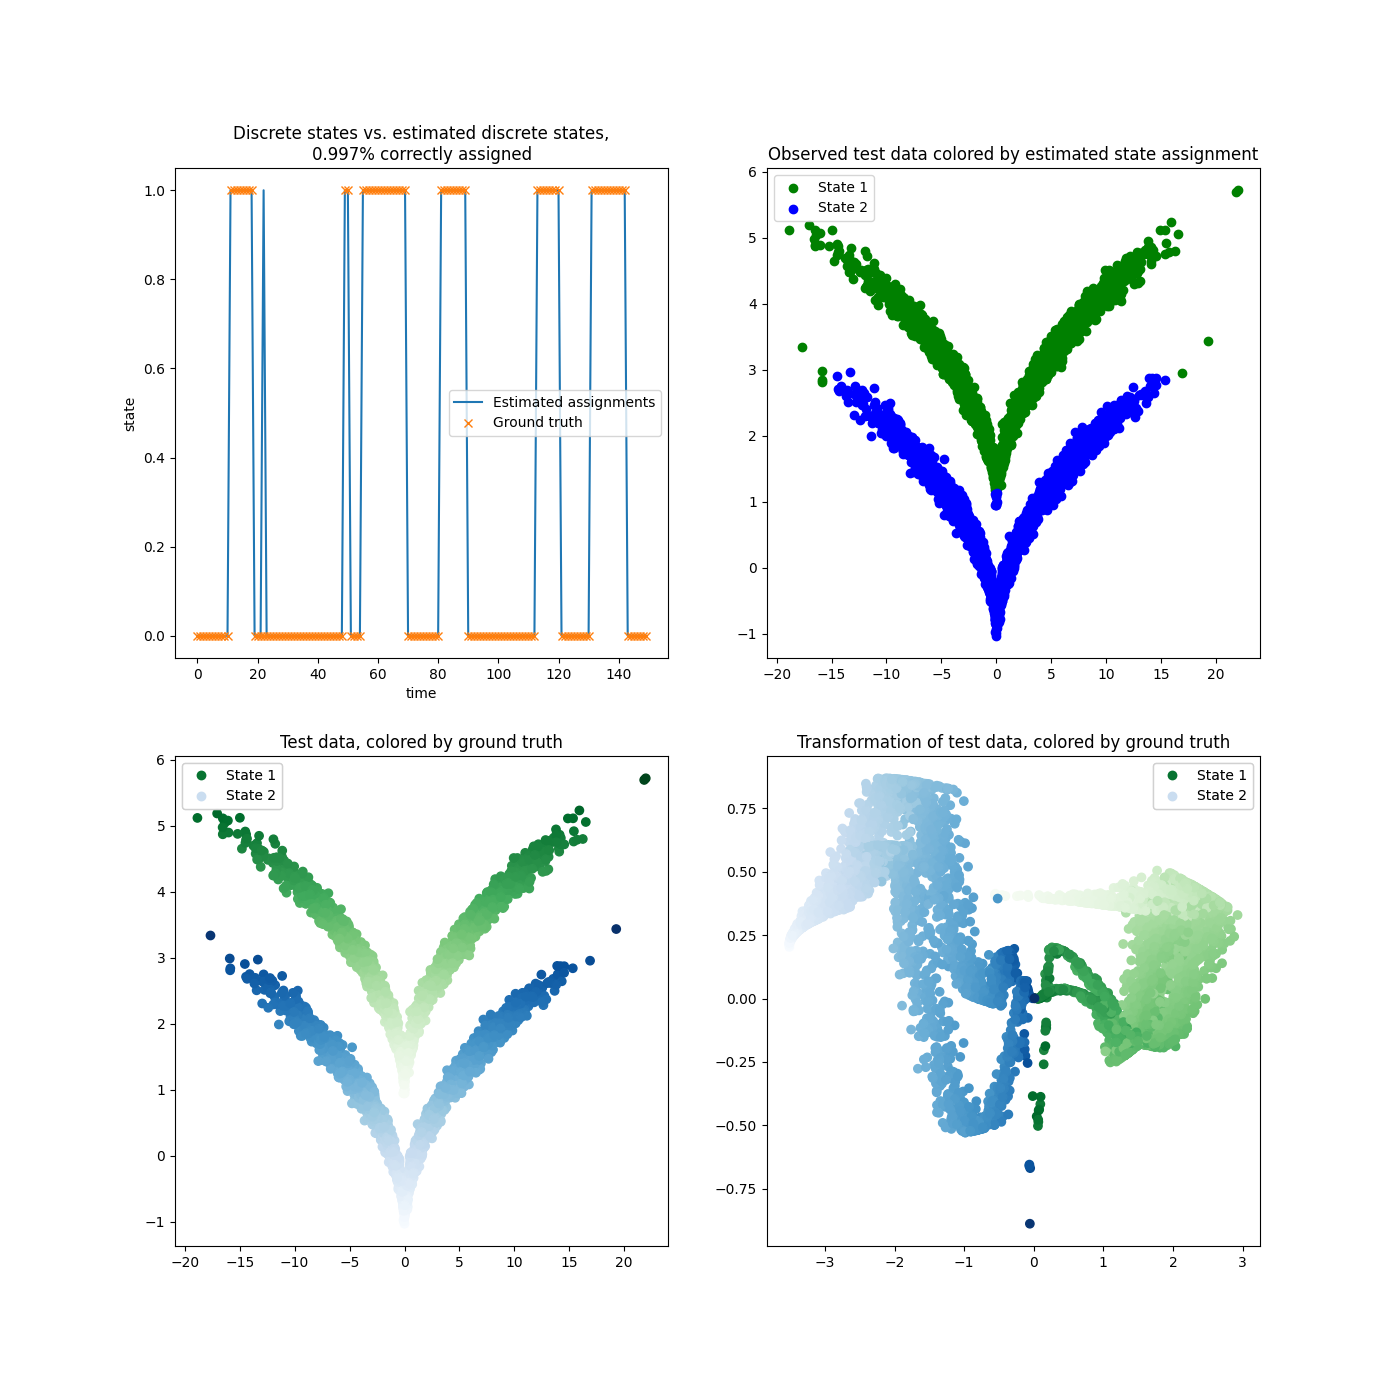 Discrete states vs. estimated discrete states,
0.997% correctly assigned
1.0
0.8
0.6
0.4
0.2
0.0
state
Estimated assignments
Ground truth
0 20 40 60 80 100 120 140
time
Observed test data colored by estimated state assignment
State 1
State 2
6
5
4
3
2
1
0
−1
−20 −15 −10 −5 0 5 10 15 20
Test data, colored by ground truth
State 1
State 2
6
5
4
3
2
1
0
−1
−20 −15 −10 −5 0 5 10 15 20
Transformation of test data, colored by ground truth
State 1
State 2
0.75
0.50
0.25
0.00
−0.25
−0.50
−0.75
−3 −2 −1 0 1 2 3